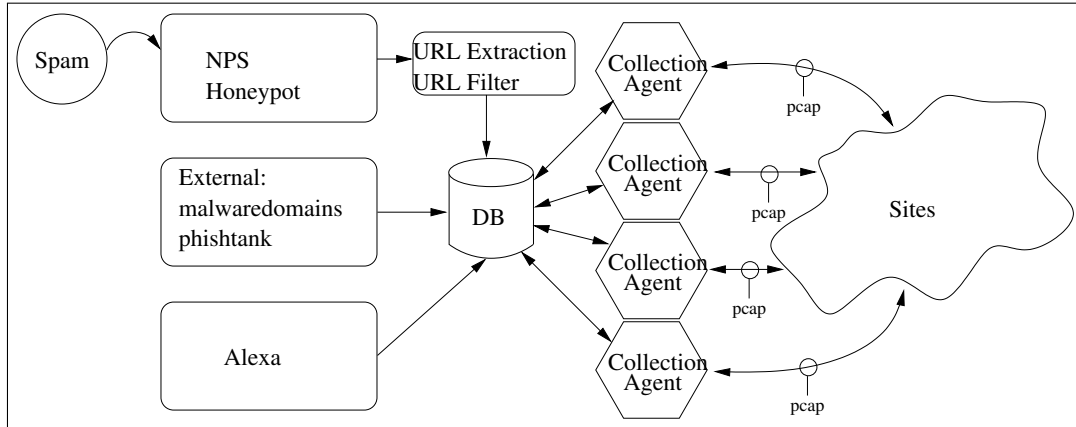 Spam
NPS
Honeypot
URL Extraction
URL Filter
External:
malwaredomains
phishtank
Alexa
DB
Collection
Agent
Collection
Agent
Collection
Agent
Collection
Agent
pcap
pcap
pcap
pcap
Sites